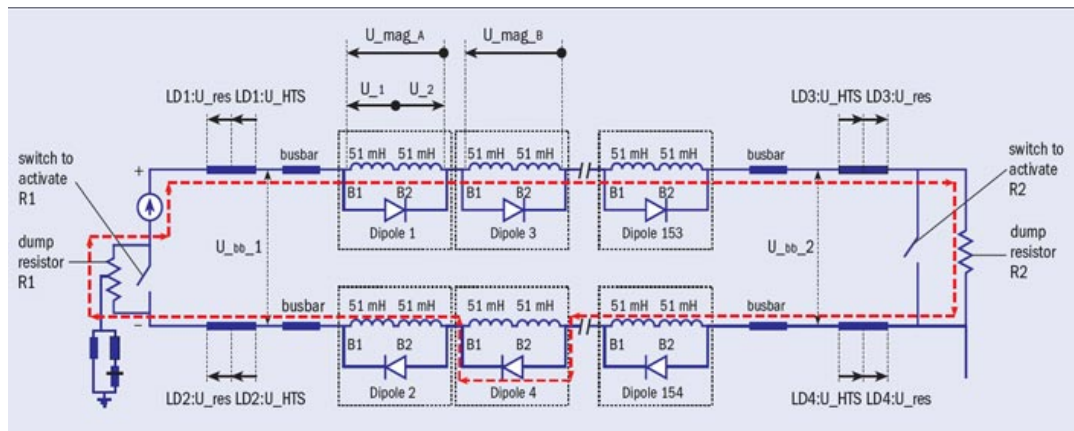 U_mag_A
U_mag_B
U_1
U_2
LD1:U_res LD1:U_HTS
LD3:U_HTS LD3:U_res
switch to
activate
R1
+
busbar
51 mH 51 mH
51 mH 51 mH
51 mH 51 mH
busbar
switch to
activate
R2
B1
B2
B1
B2
B1
B2
Dipole 1
Dipole 3
Dipole 153
dump
resistor
R1
U_bb_1
U_bb_2
dump
resistor
R2
–
busbar
51 mH 51 mH
51 mH 51 mH
51 mH 51 mH
busbar
B1
B2
B1
B2
B1
B2
Dipole 2
Dipole 4
Dipole 154
LD2:U_res LD2:U_HTS
LD4:U_HTS LD4:U_res